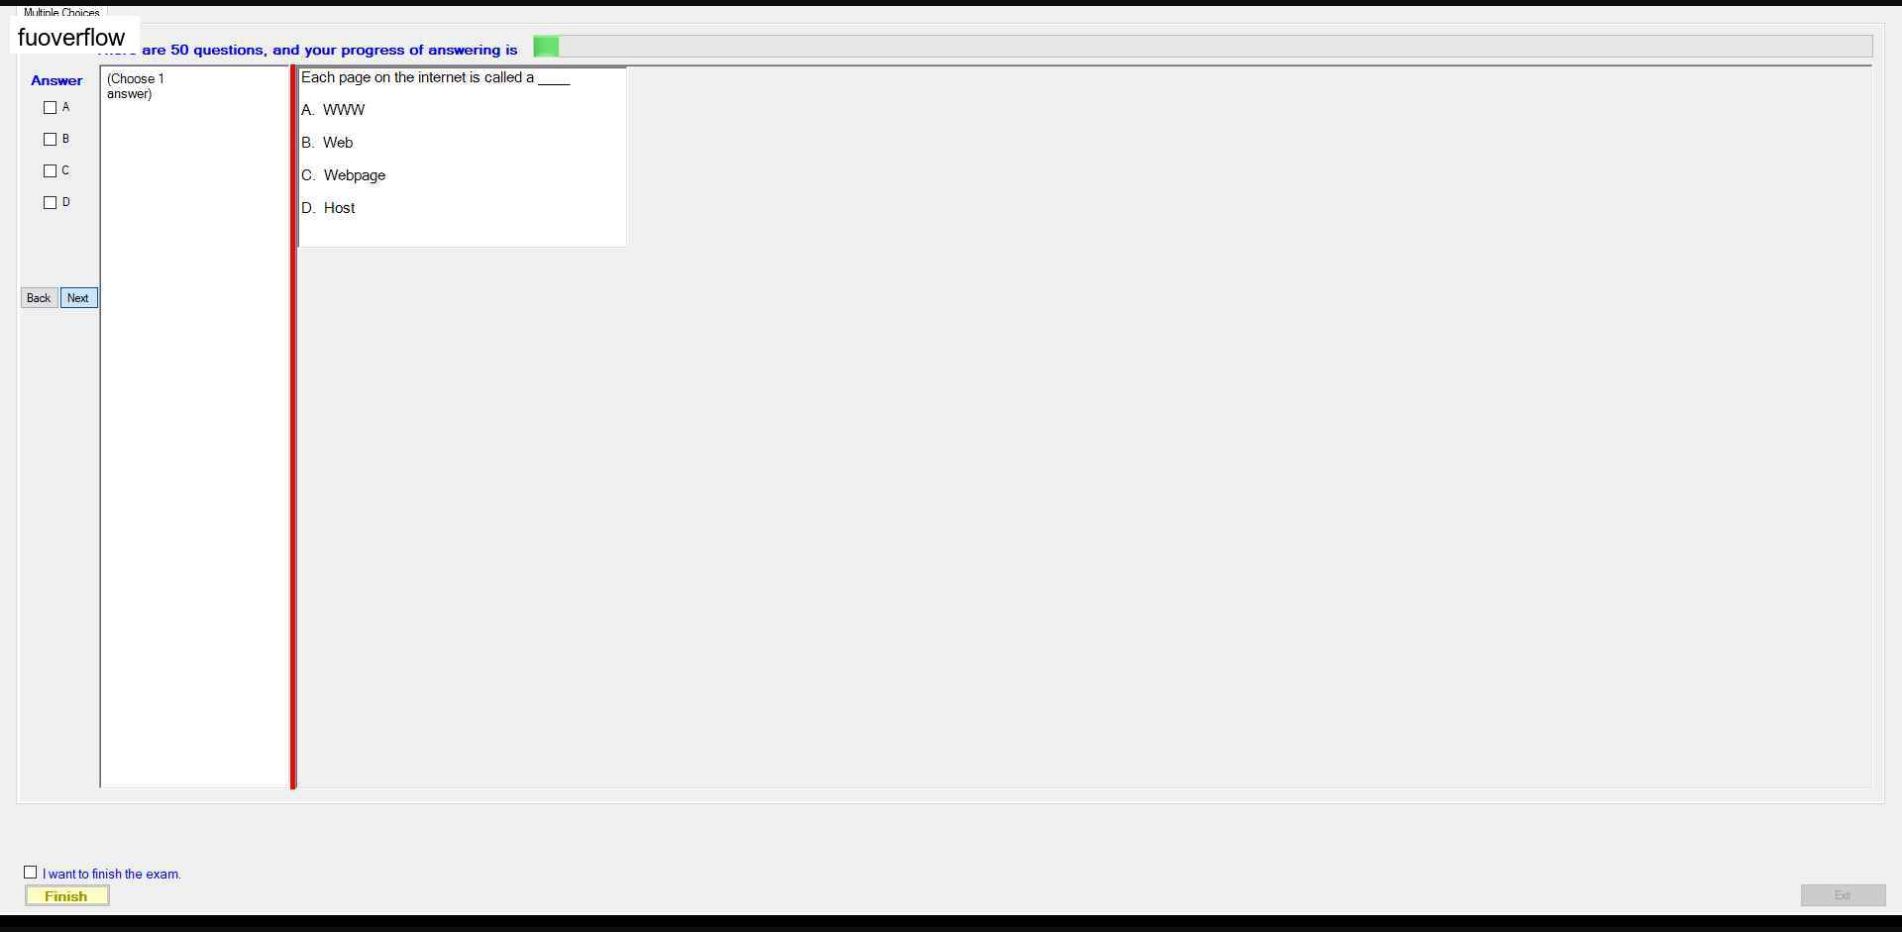 Multiple Choices
fuoverflow
are 50 questions, and your progress of answering is
Answer
A
B
C
D
Back Next
(Choose 1
answer)
Each page on the internet is called a ____
A. WWW
B. Web
C. Webpage
D. Host
I want to finish the exam.
Finish
Exit